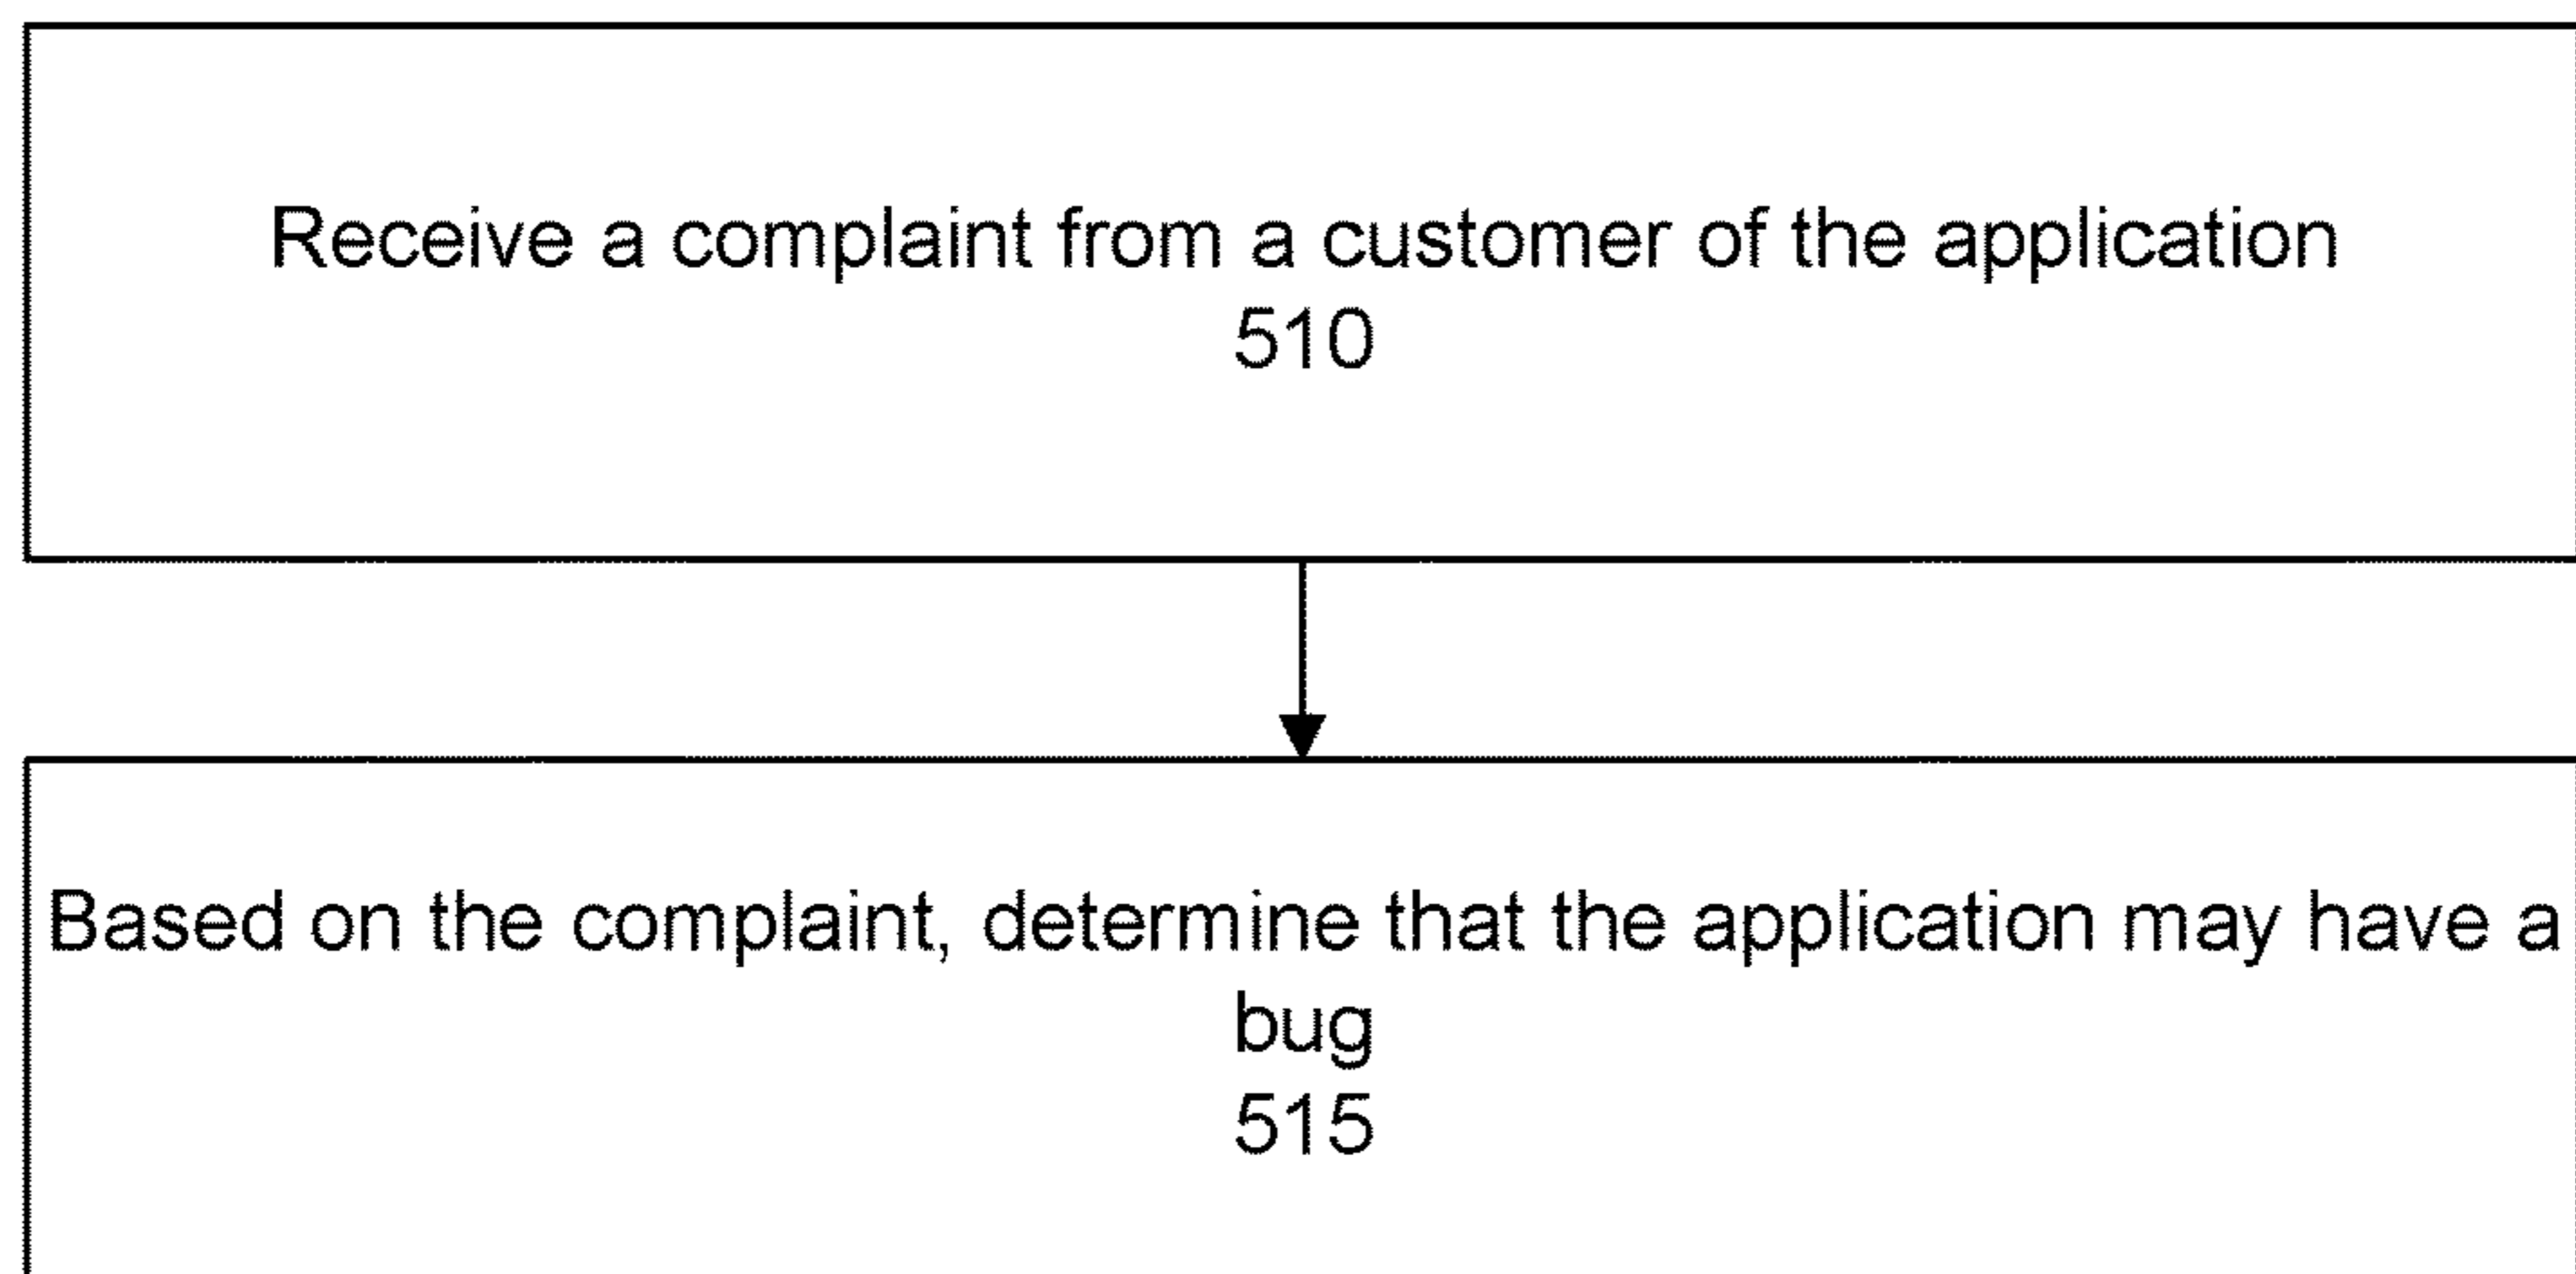 Receive a complaint from a customer of the application
510
Based on the complaint, determine that the application may have a
bug
515